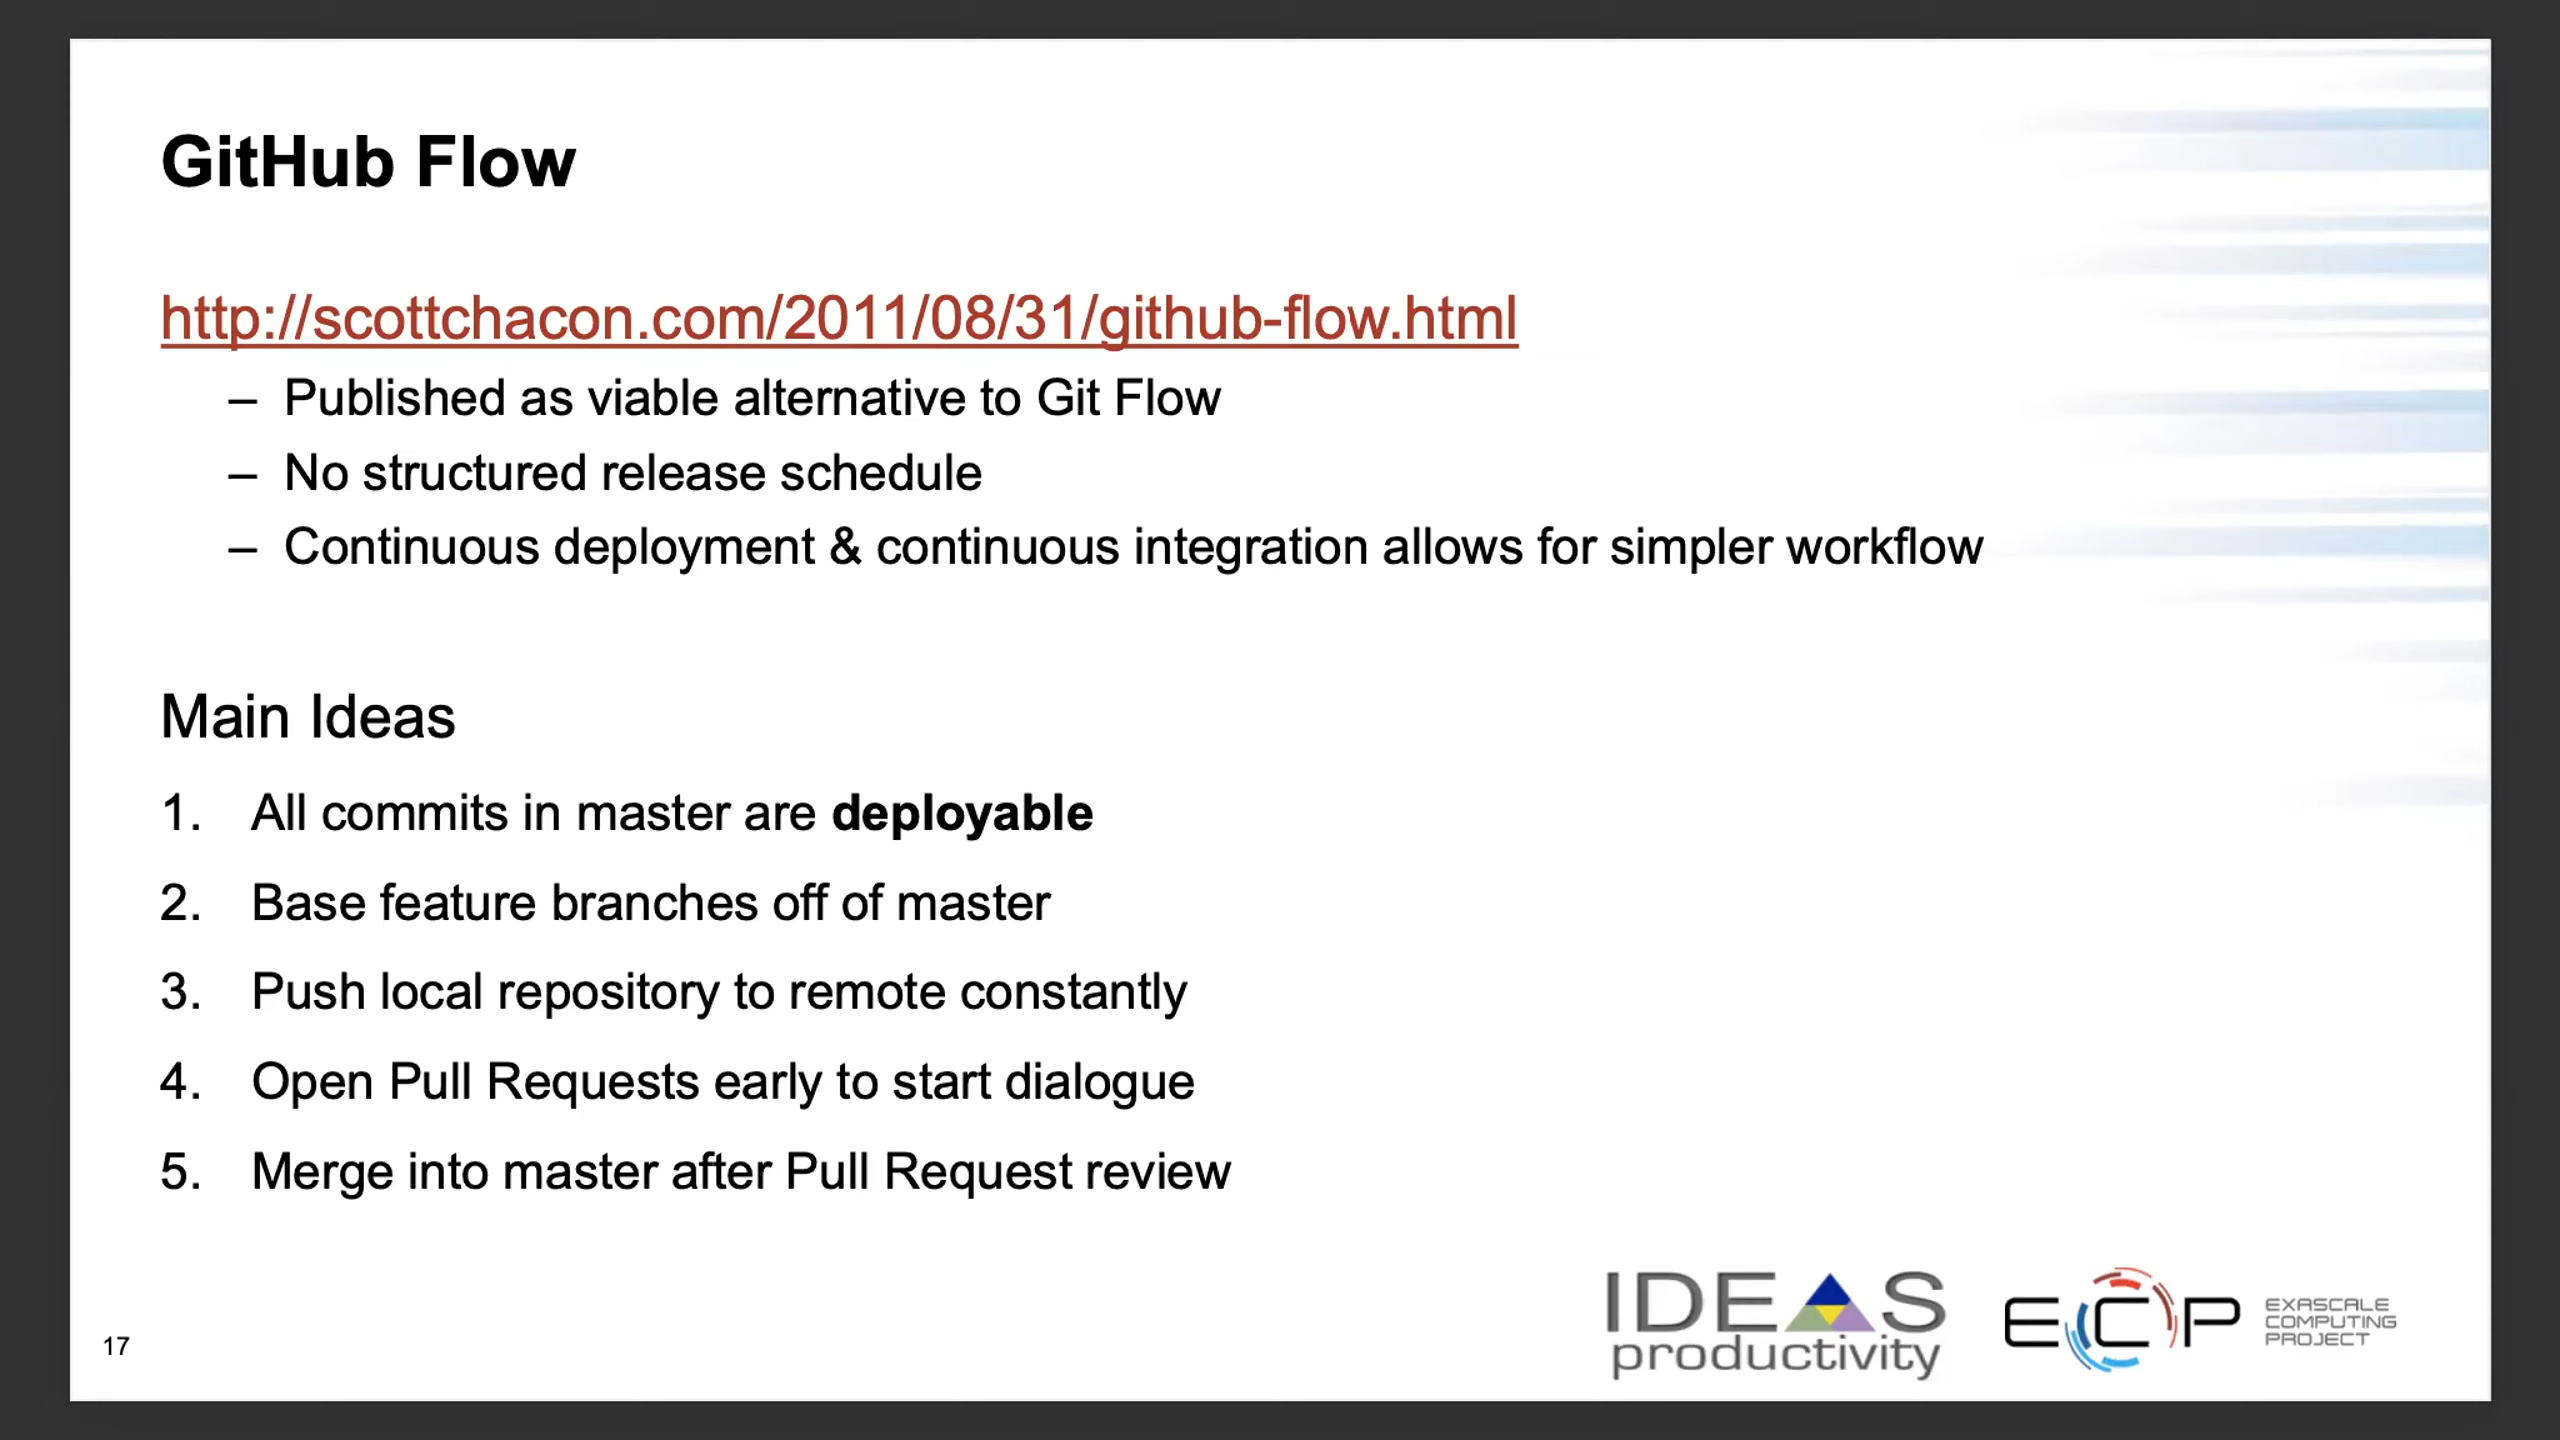 GitHub Flow
http://scottchacon.com/2011/08/31/github-flow.html
– Published as viable alternative to Git Flow
– No structured release schedule
– Continuous deployment & continuous integration allows for simpler workflow
Main Ideas
1. All commits in master are deployable
2. Base feature branches off of master
3. Push local repository to remote constantly
4. Open Pull Requests early to start dialogue
5. Merge into master after Pull Request review
17
IDEAS
productivity
ECP
EXASCALE
COMPUTING
PROJECT